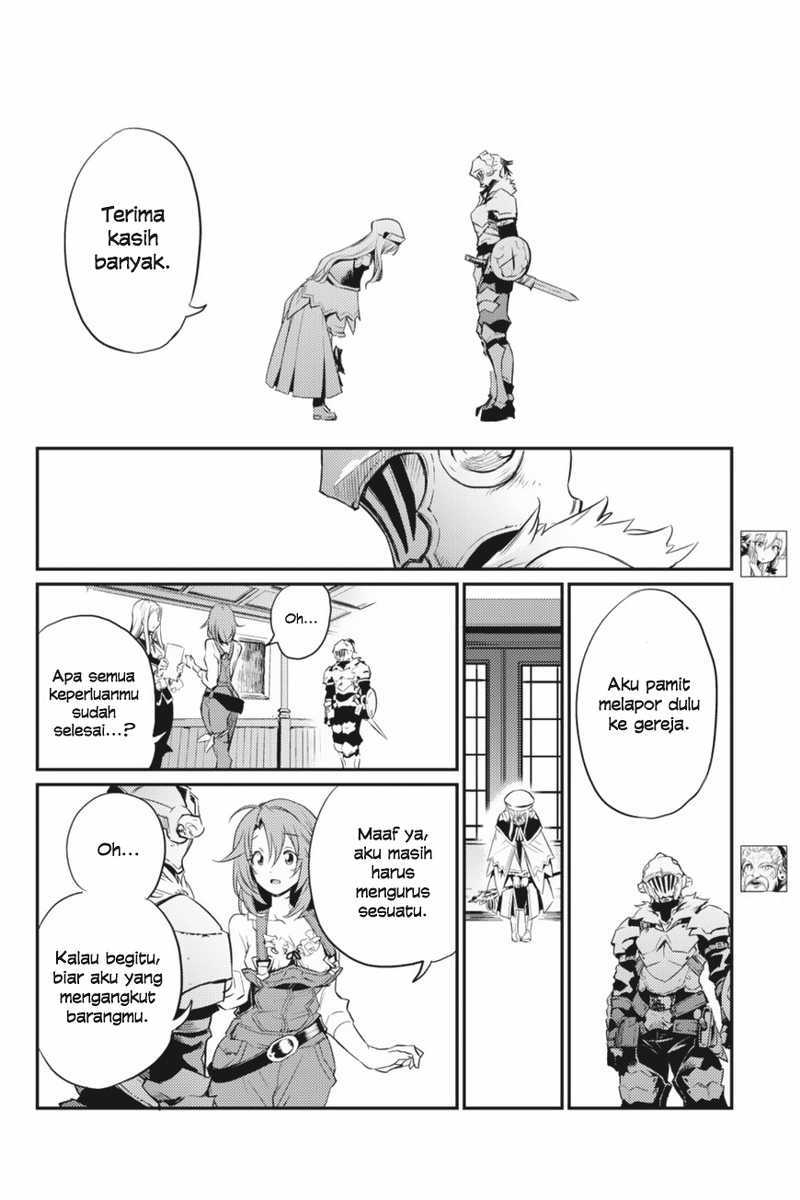 Terima
kasih
banyak.
Aku pamit
melapor dulu
ke gereja.
Oh...
Apa semua
keperluanmu
sudah
selesai...?
Maaf ya,
aku masih
harus
mengurus
sesuatu.
Oh...
Kalau begitu,
biar aku yang
mengangkut
barangmu.